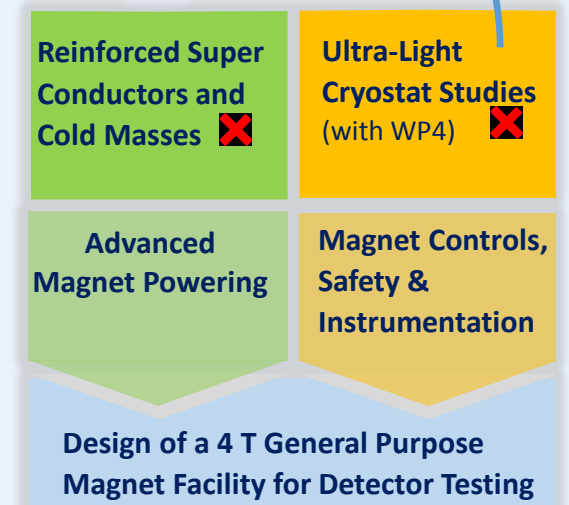 Reinforced Super
Conductors and
Cold Masses
Ultra-Light
Cryostat Studies
(with WP4)
Advanced
Magnet Powering
Magnet Controls,
Safety &
Instrumentation
Design of a 4 T General Purpose
Magnet Facility for Detector Testing